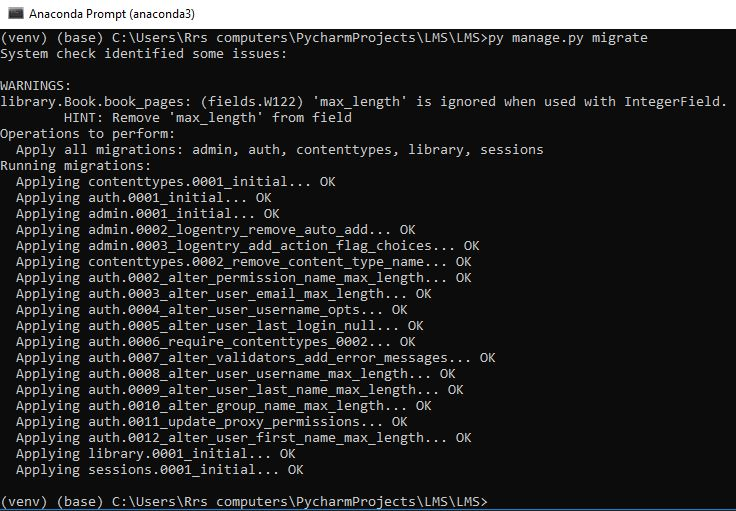 Anaconda Prompt (anaconda3)
(venv) (base) C:\Users\Rrs computers\PycharmProjects\LMS\LMS>py manage.py migrate
System check identified some issues:
WARNINGS:
library.Book.book_pages: (fields.W122) 'max_length' is ignored when used with IntegerField.
HINT: Remove 'max_length' from field
Operations to perform:
Apply all migrations: admin, auth, contenttypes, library, sessions
Running migrations:
Applying contenttypes.0001_initial... OK
Applying auth.0001_initial... OK
Applying admin.0001_initial... OK
Applying admin.0002_logentry_remove_auto_add... OK
Applying admin.0003_logentry_add_action_flag_choices... OK
Applying contenttypes.0002_remove_content_type_name... OK
Applying auth.0002_alter_permission_name_max_length... OK
Applying auth.0003_alter_user_email_max_length... OK
Applying auth.0004_alter_user_username_opts... OK
Applying auth.0005_alter_user_last_login_null... OK
Applying auth.0006_require_contenttypes_0002... OK
Applying auth.0007_alter_validators_add_error_messages... OK
Applying auth.0008_alter_user_username_max_length... OK
Applying auth.0009_alter_user_last_name_max_length... OK
Applying auth.0010_alter_group_name_max_length... OK
Applying auth.0011_update_proxy_permissions... OK
Applying auth.0012_alter_user_first_name_max_length... OK
Applying library.0001_initial... OK
Applying sessions.0001_initial... OK
(venv) (base) C:\Users\Rrs computers\PycharmProjects\LMS\LMS>